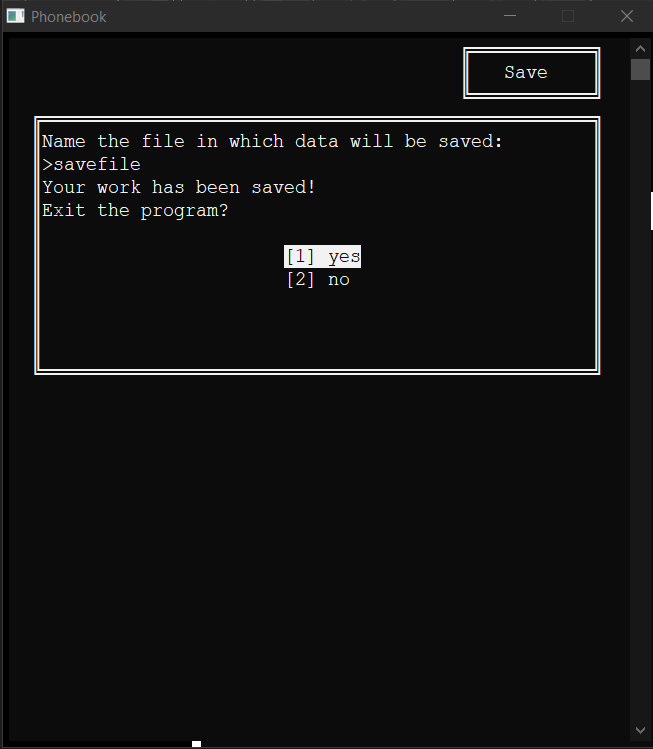 Phonebook
Save
Name the file in which data will be saved:
>savefile
Your work has been saved!
Exit the program?
[1] yes
[2] no